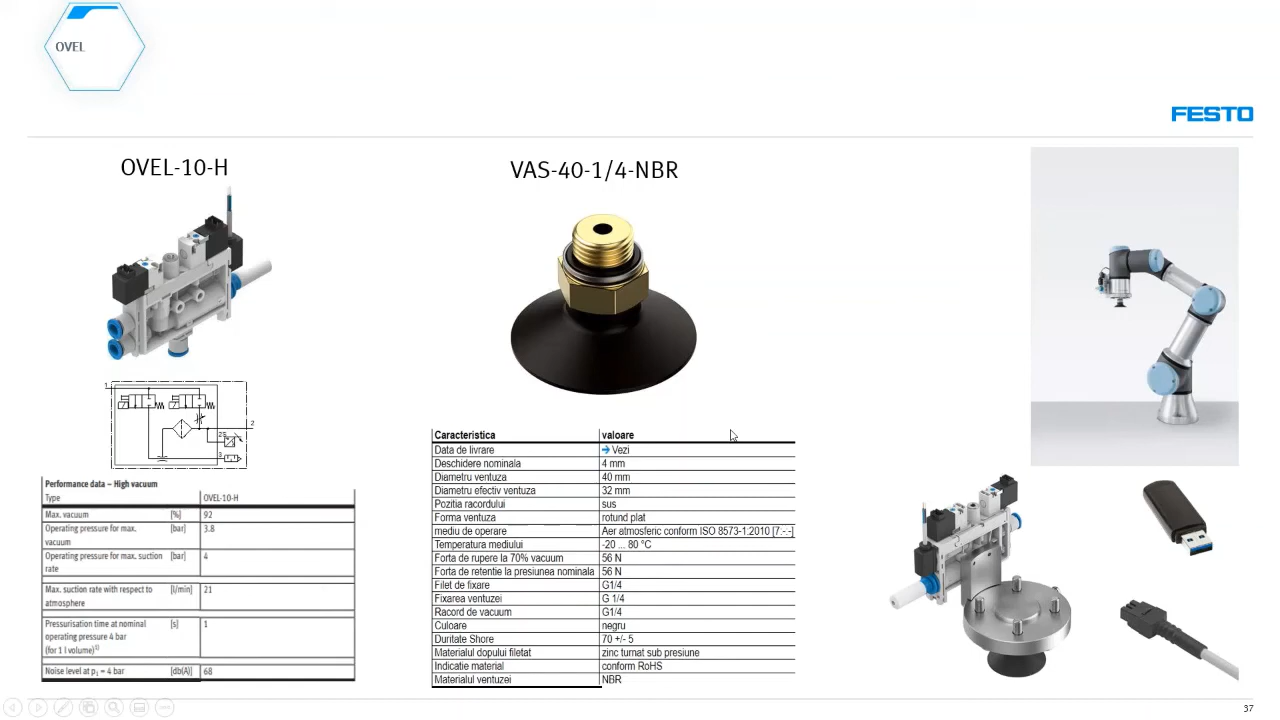 OVEL
FESTO
OVEL-10-H
VAS-40-1/4-NBR
1
2
3
Performance data – High vacuum
Type OVEL-10-H
Max. vacuum [%] 92
Operating pressure for max. [bar] 3.8
vacuum
Operating pressure for max. suction [bar] 4
rate
Max. suction rate with respect to [l/min] 21
atmosphere
Pressurisation time at nominal [s] 1
operating pressure 4 bar
(for 1 l volume)
Noise level at p1 = 4 bar [db(A)] 68
Caracteristica valoare
Data de livrare ➔ Vezi
Deschidere nominala 4 mm
Diametru ventuza 40 mm
Diametru efectiv ventuza 32 mm
Pozitia racordului sus
Forma ventuza rotund plat
mediu de operare Aer atmosferic conform ISO 8573-1:2010 [7:-:-]
Temperatura mediului -20 ... 80 °C
Forta de rupere la 70% vacuum 56 N
Forta de retentie la presiunea nominala 56 N
Filet de fixare G1/4
Fixarea ventuzei G 1/4
Racord de vacuum G1/4
Culoare negru
Duritate Shore 70 +/- 5
Materialul dopului filetat zinc turnat sub presiune
Indicatie material conform RoHS
Materialul ventuzei NBR
37